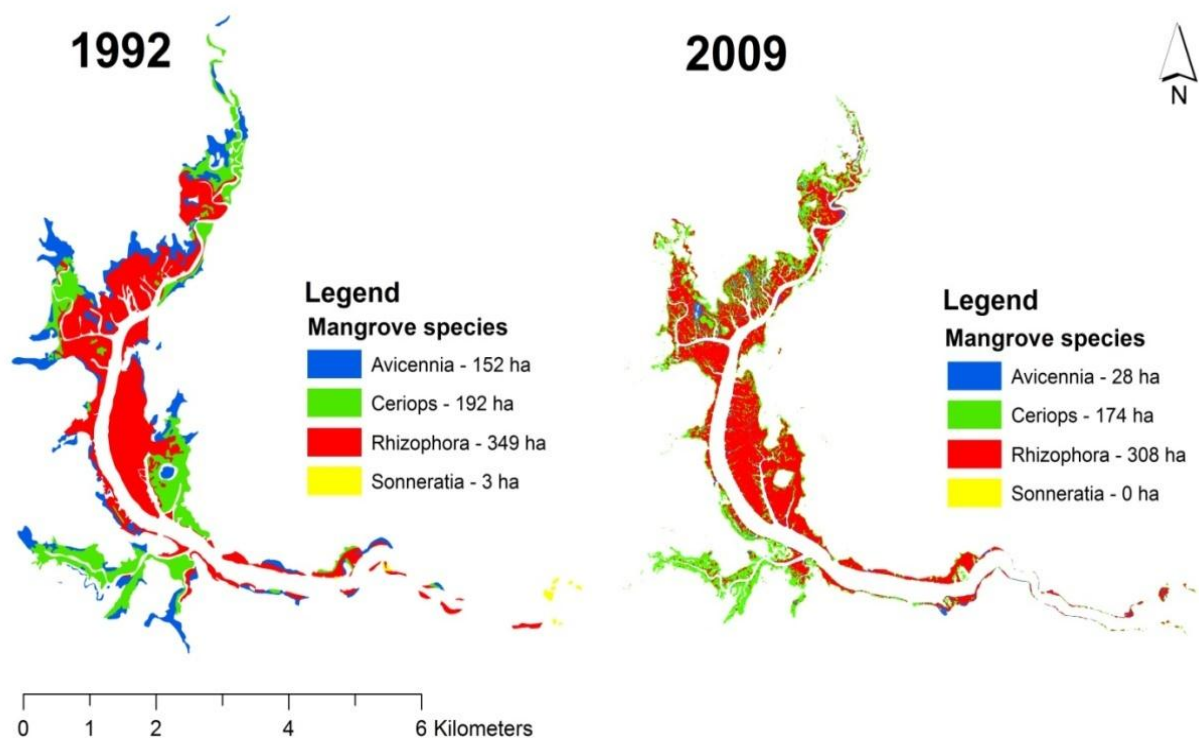 1992
2009
N
Legend
Mangrove species
Avicennia - 152 ha
Ceriops - 192 ha
Rhizophora - 349 ha
Sonneratia - 3 ha
Legend
Mangrove species
Avicennia - 28 ha
Ceriops - 174 ha
Rhizophora - 308 ha
Sonneratia - 0 ha
0 1 2 4 6 Kilometers